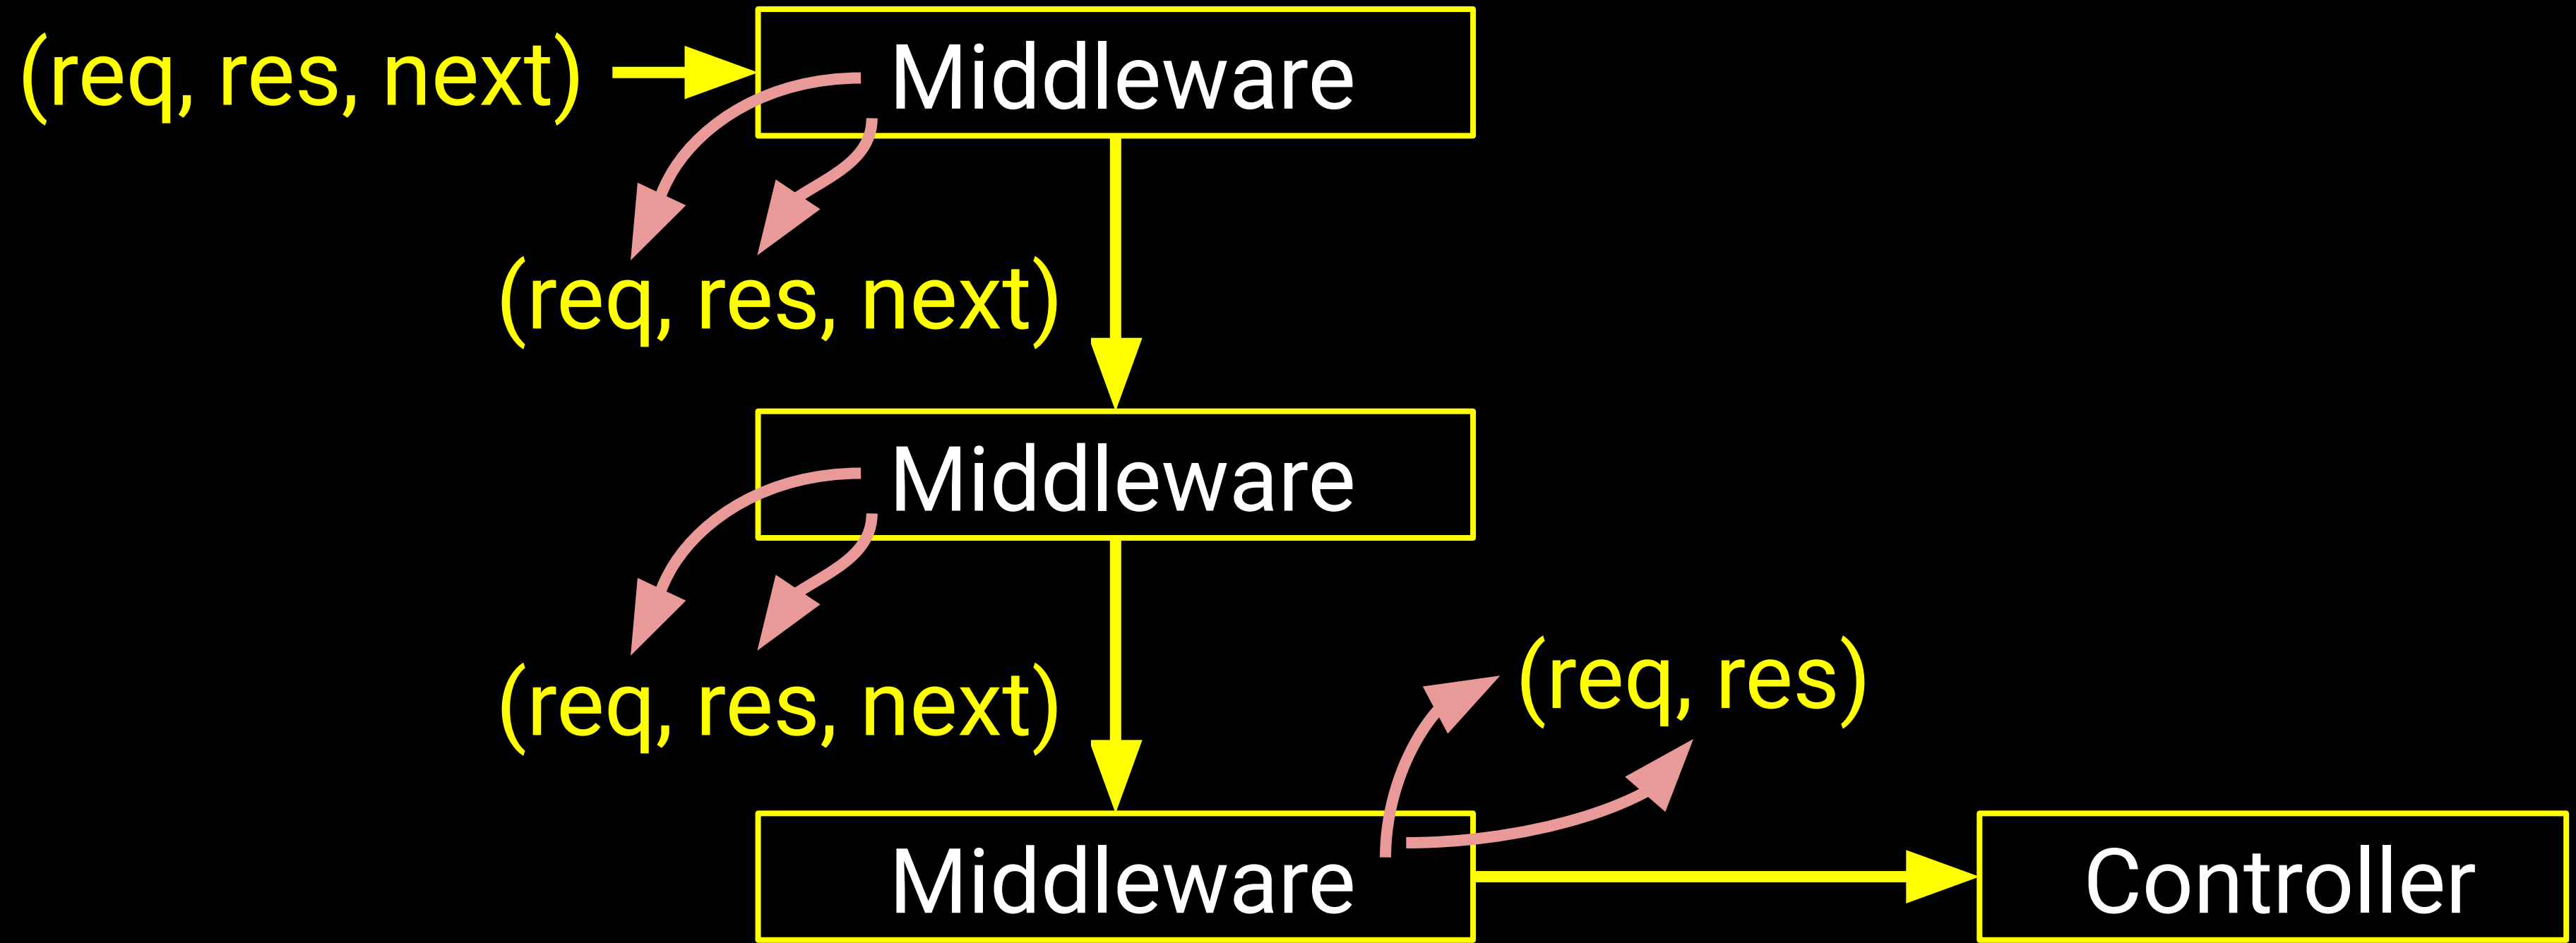 (req, res, next)
Middleware
(req, res, next)
Middleware
(req, res, next)
(req, res)
Middleware
Controller